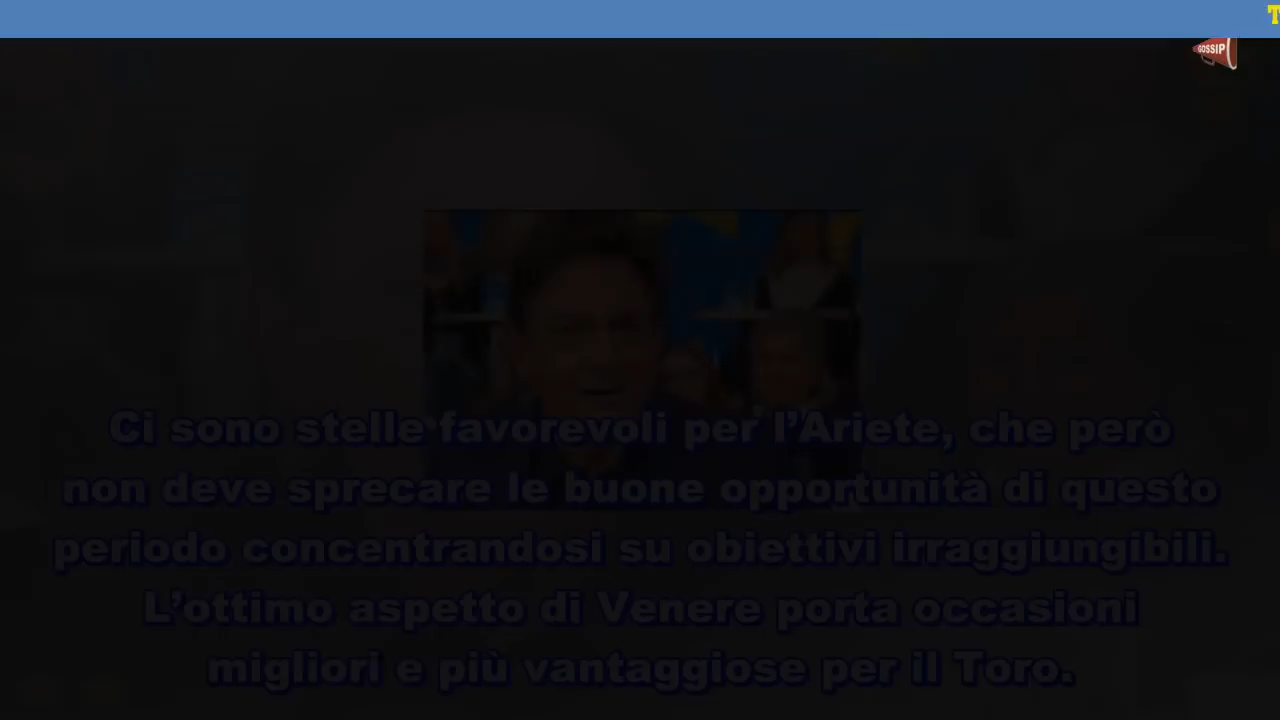 T
GOSSIP
Ci sono stelle favorevoli per l’Ariete, che però
non deve sprecare le buone opportunità di questo
periodo concentrandosi su obiettivi irraggiungibili.
L’ottimo aspetto di Venere porta occasioni
migliori e più vantaggiose per il Toro.